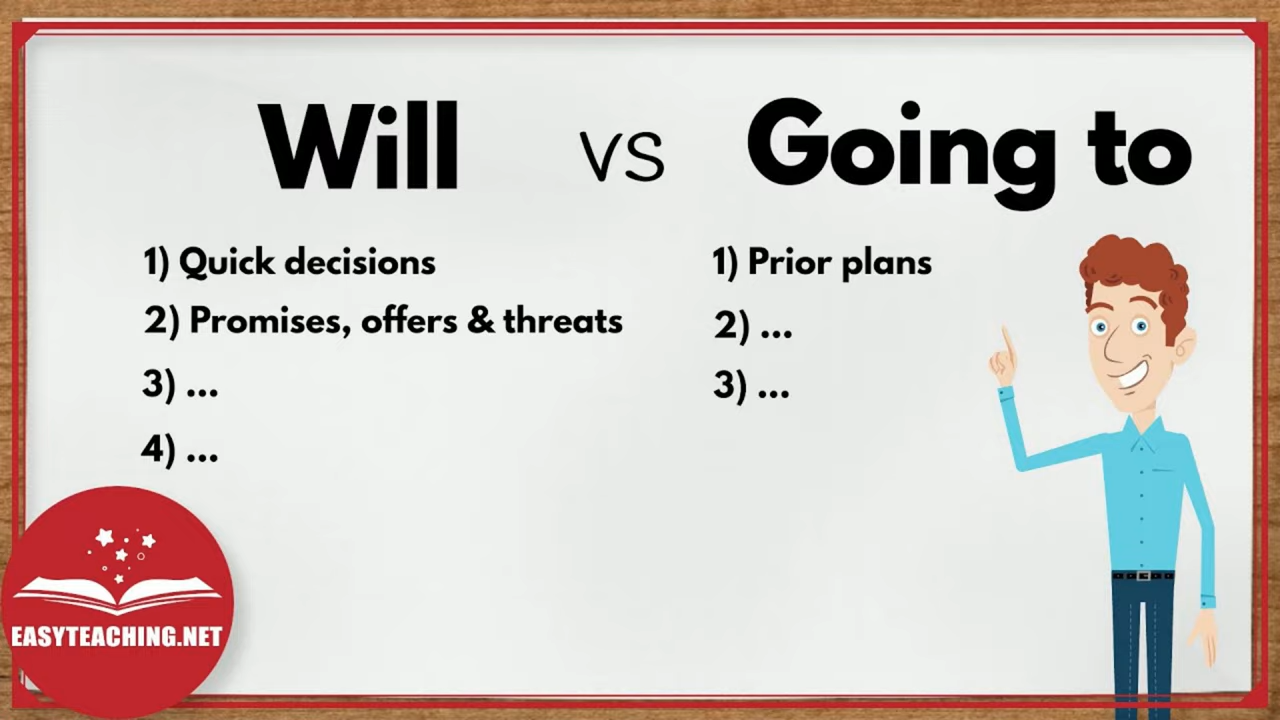 Will vs Going to
1) Quick decisions
2) Promises, offers & threats
3) ...
4) ...
1) Prior plans
2) ...
3) ...
EASYTEACHING.NET